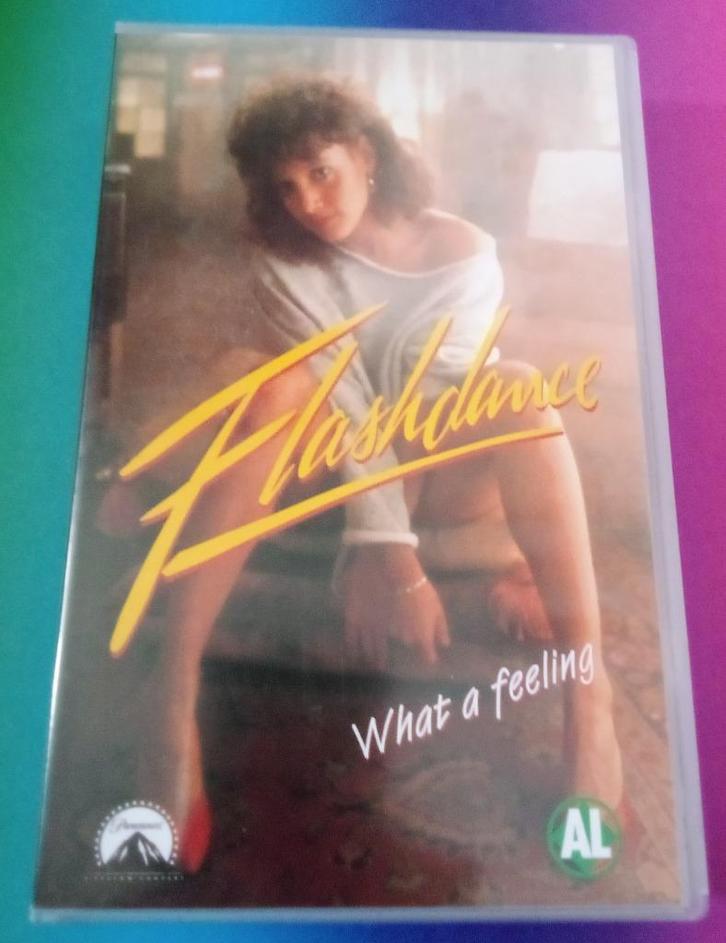 Flashdance
What a feeling
Paramount
AL